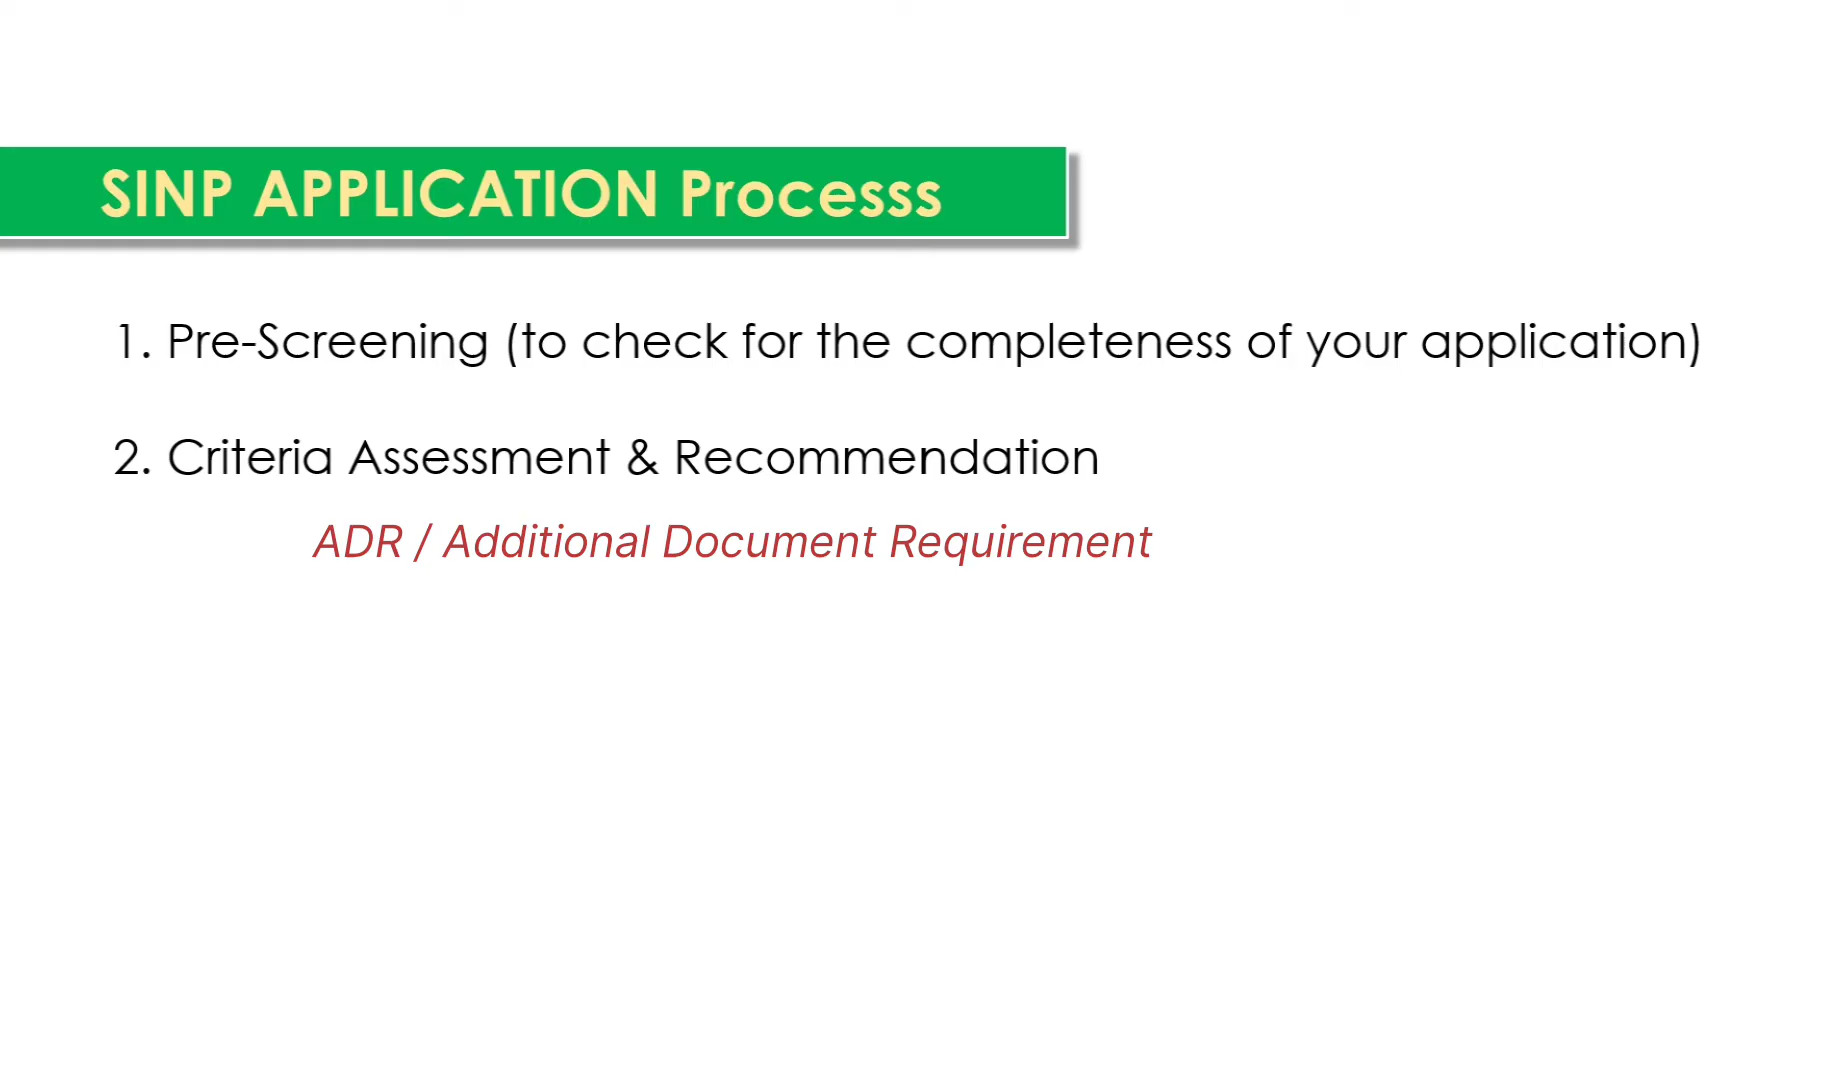 SINP APPLICATION Processs
1. Pre-Screening (to check for the completeness of your application)
2. Criteria Assessment & Recommendation
ADR / Additional Document Requirement